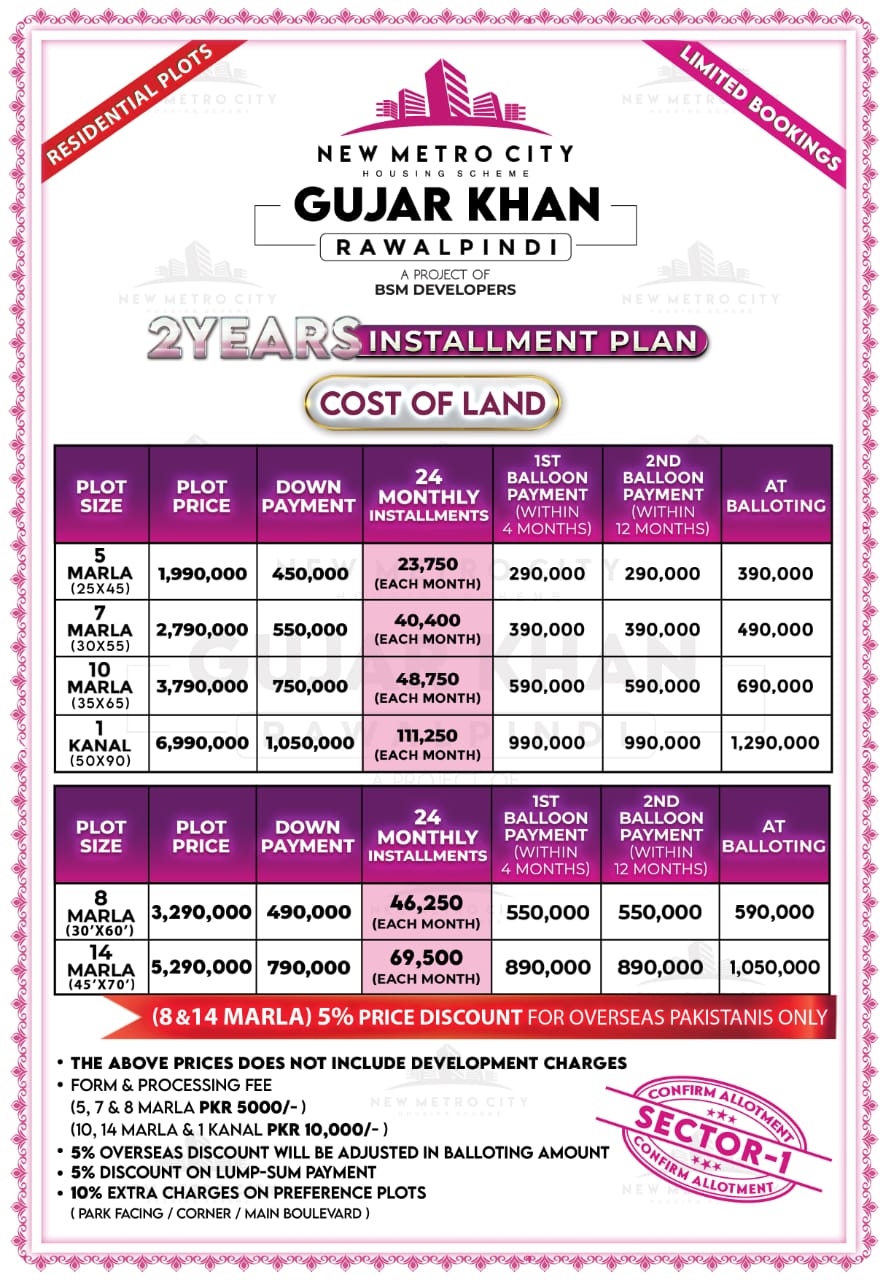 RESIDENTIAL PLOTS
LIMITED BOOKINGS
NEW METRO CITY
HOUSING SCHEME
GUJAR KHAN
RAWALPINDI
A PROJECT OF
BSM DEVELOPERS
2YEARS INSTALLMENT PLAN
COST OF LAND
PLOT SIZE | PLOT PRICE | DOWN PAYMENT | 24 MONTHLY INSTALLMENTS | 1ST BALLOON PAYMENT (WITHIN 4 MONTHS) | 2ND BALLOON PAYMENT (WITHIN 12 MONTHS) | AT BALLOTING
5 MARLA (25X45) | 1,990,000 | 450,000 | 23,750 (EACH MONTH) | 290,000 | 290,000 | 390,000
7 MARLA (30X55) | 2,790,000 | 550,000 | 40,400 (EACH MONTH) | 390,000 | 390,000 | 490,000
10 MARLA (35X65) | 3,790,000 | 750,000 | 48,750 (EACH MONTH) | 590,000 | 590,000 | 690,000
1 KANAL (50X90) | 6,990,000 | 1,050,000 | 111,250 (EACH MONTH) | 990,000 | 990,000 | 1,290,000
PLOT SIZE | PLOT PRICE | DOWN PAYMENT | 24 MONTHLY INSTALLMENTS | 1ST BALLOON PAYMENT (WITHIN 4 MONTHS) | 2ND BALLOON PAYMENT (WITHIN 12 MONTHS) | AT BALLOTING
8 MARLA (30'X60') | 3,290,000 | 490,000 | 46,250 (EACH MONTH) | 550,000 | 550,000 | 590,000
14 MARLA (45'X70') | 5,290,000 | 790,000 | 69,500 (EACH MONTH) | 890,000 | 890,000 | 1,050,000
(8 & 14 MARLA) 5% PRICE DISCOUNT FOR OVERSEAS PAKISTANIS ONLY
• THE ABOVE PRICES DOES NOT INCLUDE DEVELOPMENT CHARGES
• FORM & PROCESSING FEE
(5, 7 & 8 MARLA PKR 5000/- )
(10, 14 MARLA & 1 KANAL PKR 10,000/- )
• 5% OVERSEAS DISCOUNT WILL BE ADJUSTED IN BALLOTING AMOUNT
• 5% DISCOUNT ON LUMP-SUM PAYMENT
• 10% EXTRA CHARGES ON PREFERENCE PLOTS
( PARK FACING / CORNER / MAIN BOULEVARD )
CONFIRM ALLOTMENT
SECTOR-1
CONFIRM ALLOTMENT